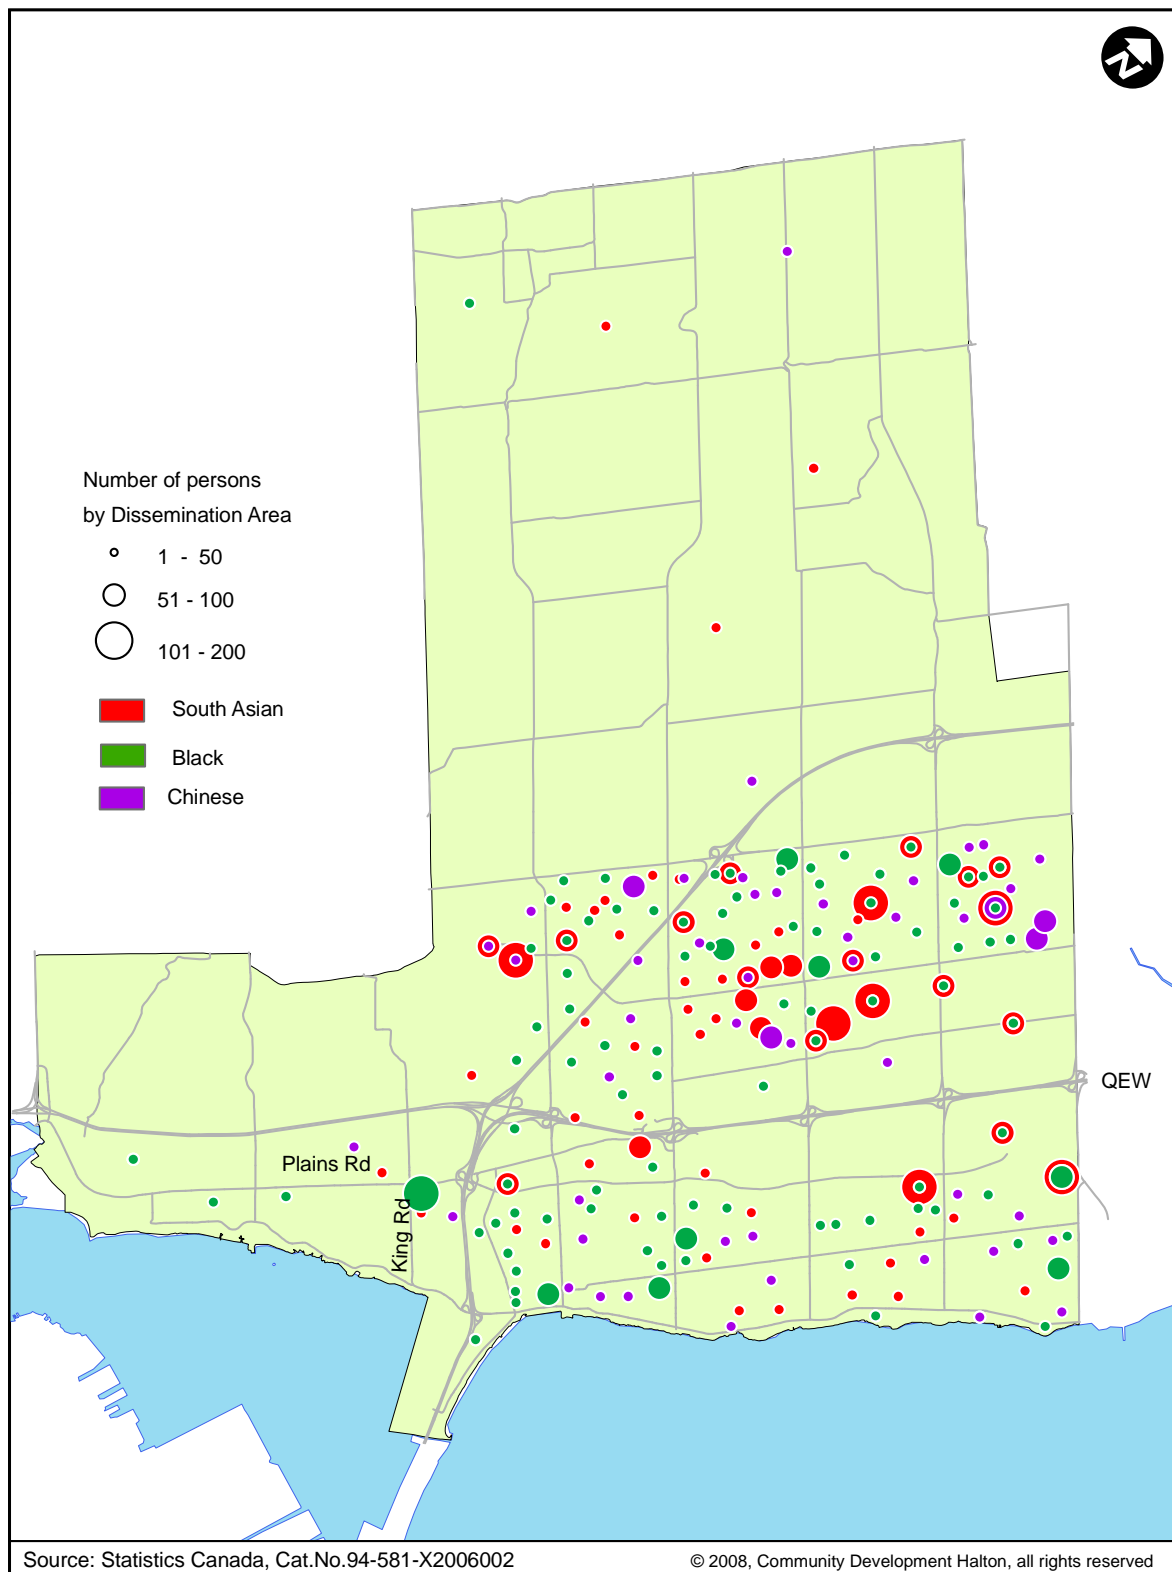 N
Number of persons
by Dissemination Area
1 - 50
51 - 100
101 - 200
South Asian
Black
Chinese
QEW
Plains Rd
King Rd
Source: Statistics Canada, Cat.No.94-581-X2006002
© 2008, Community Development Halton, all rights reserved